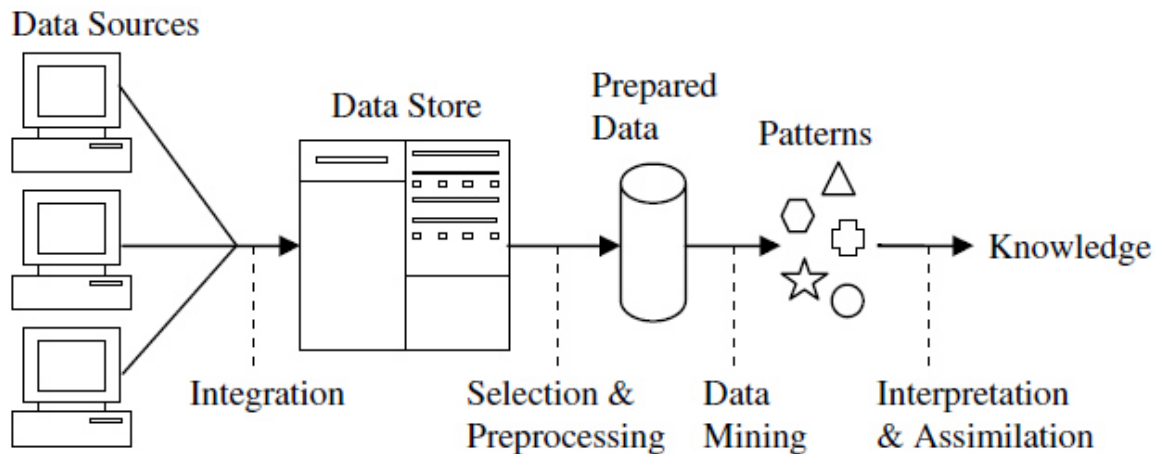 Data Sources
Data Store
Prepared
Data
Patterns
Knowledge
Integration
Selection &
Preprocessing
Data
Mining
Interpretation
& Assimilation